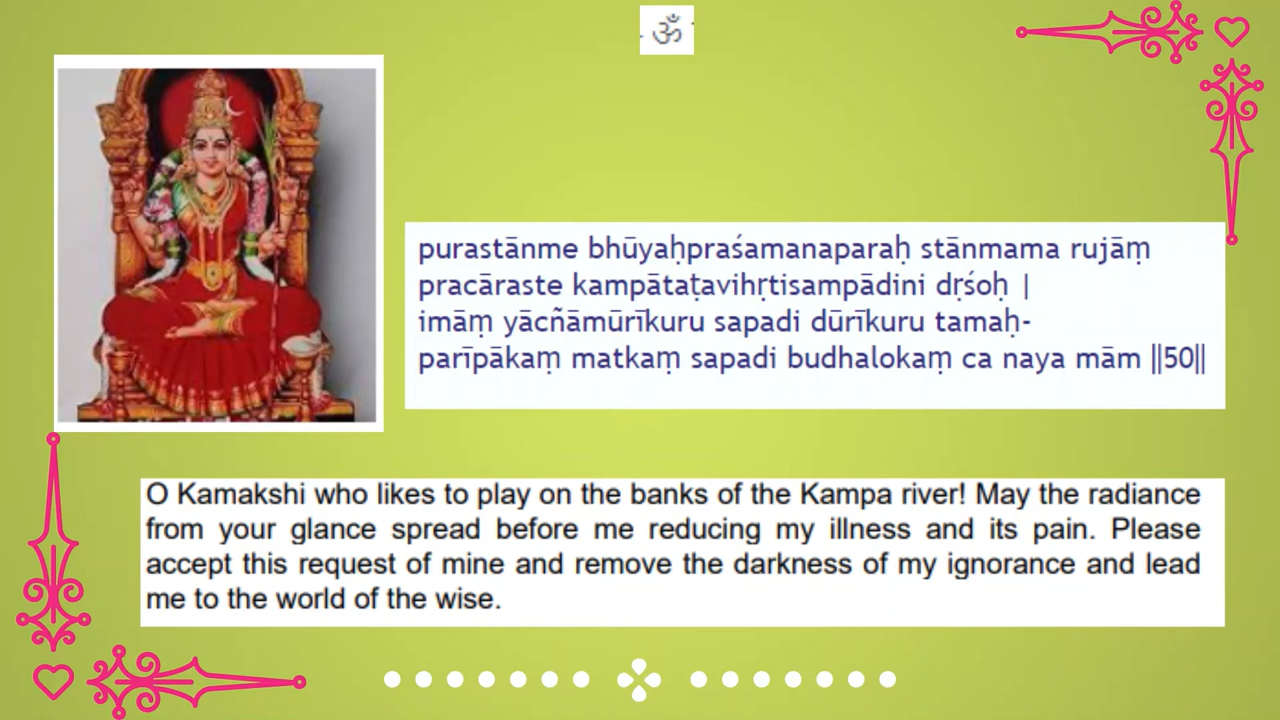 ॐ
purastānme bhūyaḥpraśamanaparaḥ stānmama rujāṃ
pracāraste kampātaṭavihṛtisampādini dṛśoḥ |
imāṃ yācñāmūrīkuru sapadi dūrīkuru tamaḥ-
parīpākaṃ matkaṃ sapadi budhalokaṃ ca naya mām ||50||
O Kamakshi who likes to play on the banks of the Kampa river! May the radiance
from your glance spread before me reducing my illness and its pain. Please
accept this request of mine and remove the darkness of my ignorance and lead
me to the world of the wise.